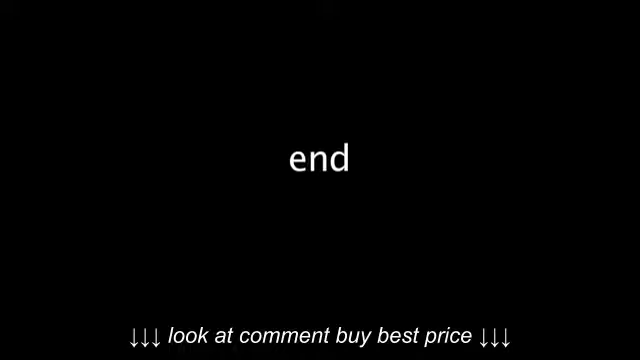 end
↓↓↓ look at comment buy best price ↓↓↓